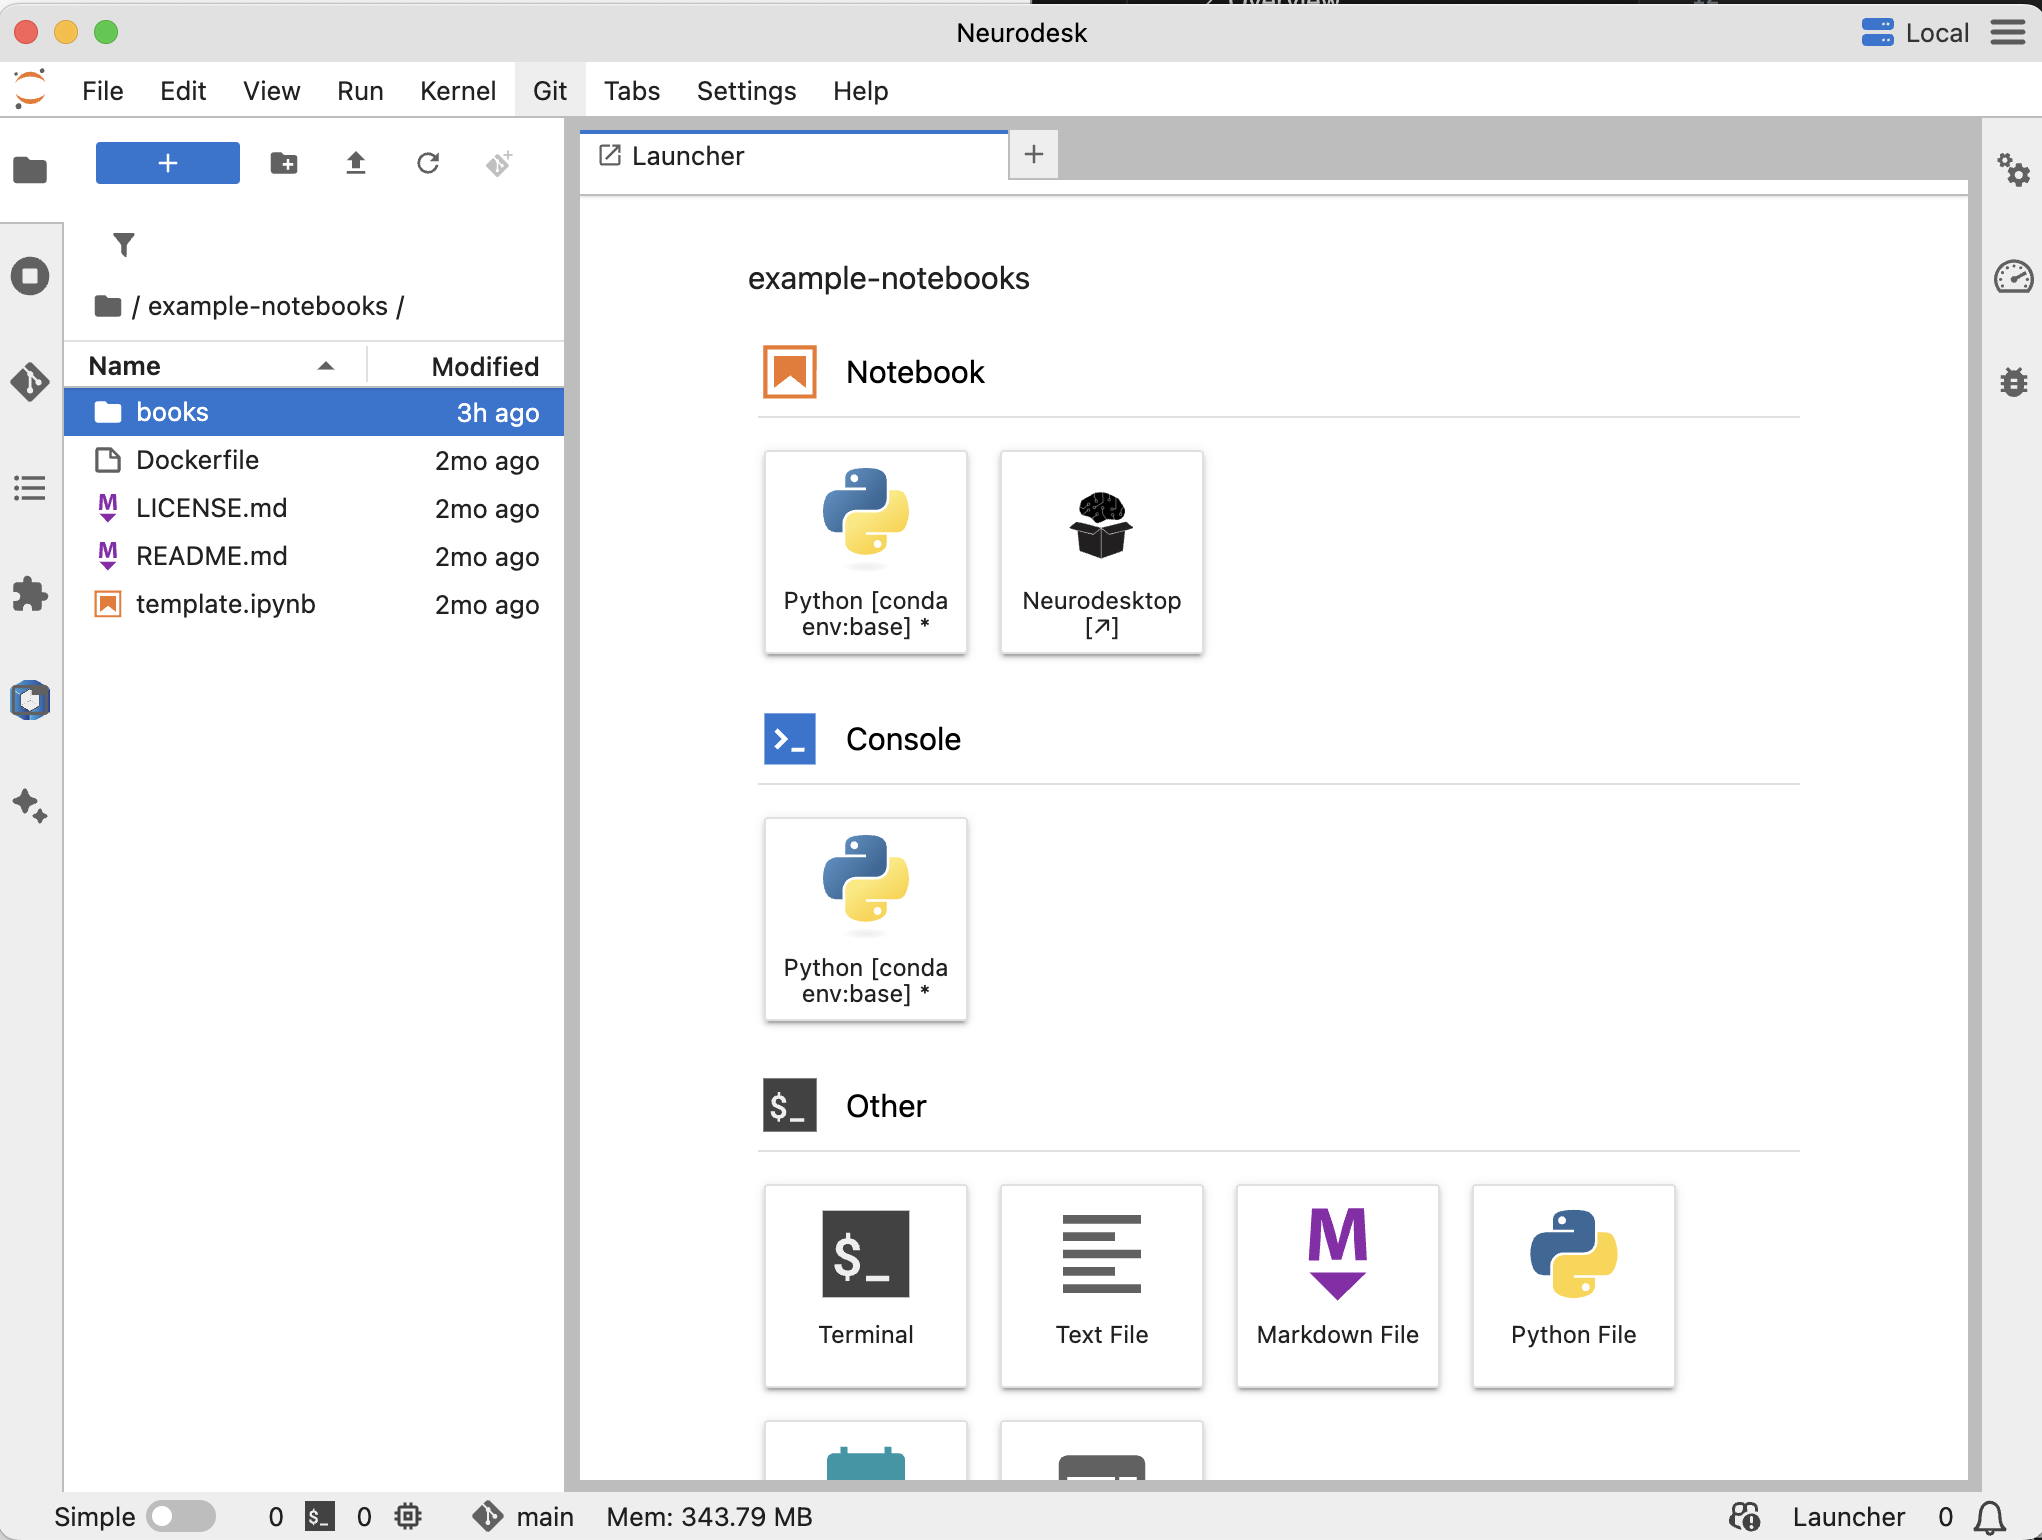 Neurodesk
Local
File Edit View Run Kernel Git Tabs Settings Help
Launcher
/ example-notebooks /
Name Modified
books 3h ago
Dockerfile 2mo ago
LICENSE.md 2mo ago
README.md 2mo ago
template.ipynb 2mo ago
example-notebooks
Notebook
Python [conda
env:base] *
Neurodesktop
[↗]
Console
Python [conda
env:base] *
$_ Other
$_
Terminal
Text File
M
Markdown File
Python File
Simple 0 $_ 0 main Mem: 343.79 MB Launcher 0